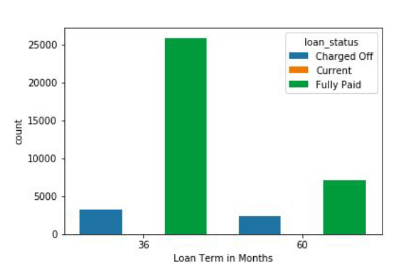 25000
20000
15000
10000
5000
0
count
loan_status
Charged Off
Current
Fully Paid
36
60
Loan Term in Months